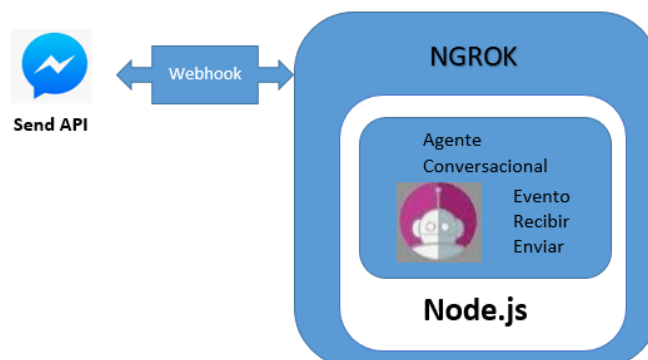 Send API
Webhook
NGROK
Agente
Conversacional
Evento
Recibir
Enviar
Node.js